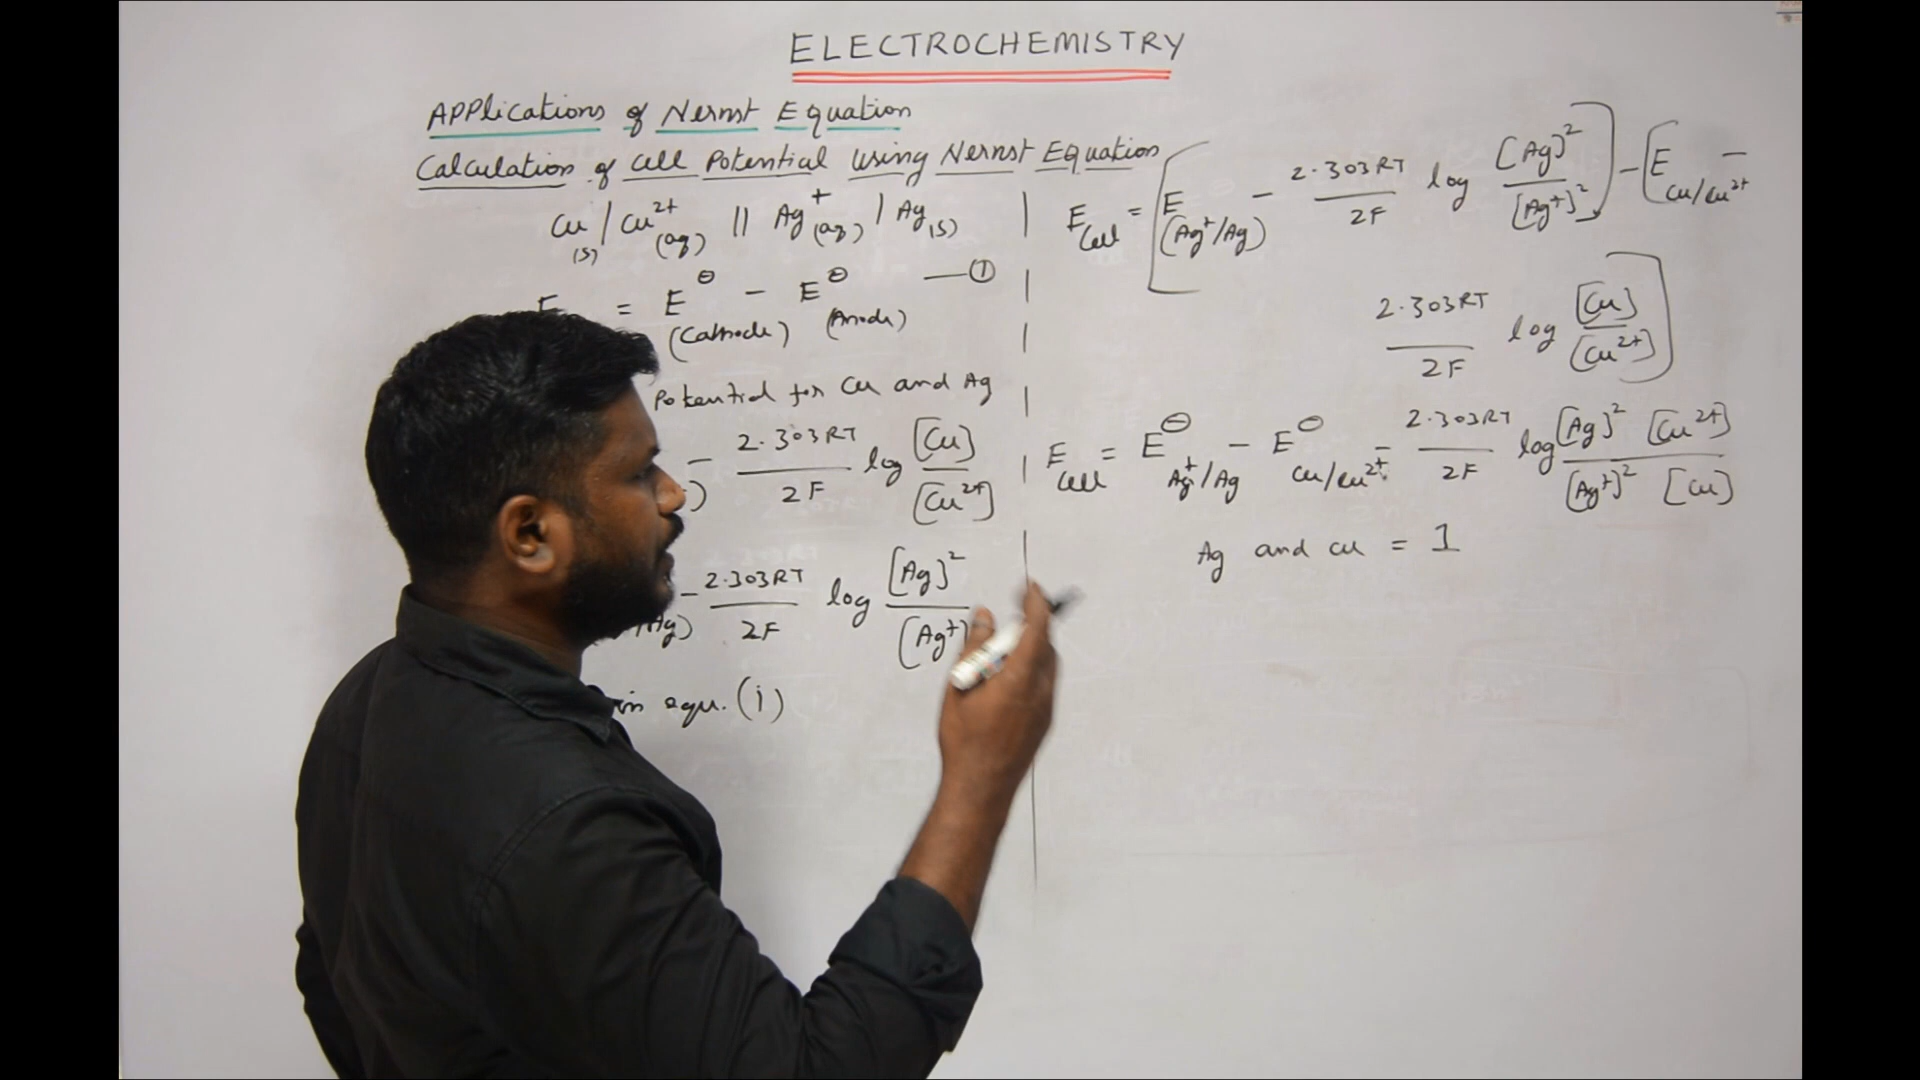 ELECTROCHEMISTRY
Applications of Nernst Equation
Calculation of cell Potential Using Nernst Equation
Cu(s) / Cu²⁺(aq) || Ag⁺(aq) / Ag(s)
= E⊖(Cathode) − E⊖(Anode) —①
Potential for Cu and Ag
− 2.303RT/2F log [Cu]/[Cu²⁺]
− 2.303RT/2F log [Ag]²/[Ag⁺]
in equ. (i)
E cell = [E(Ag⁺/Ag) − 2.303RT/2F log [Ag]²/[Ag⁺]²] − [E Cu/Cu²⁺ −
2.303RT/2F log [Cu]/[Cu²⁺]]
E cell = E⊖ Ag⁺/Ag − E⊖ Cu/Cu²⁺ − 2.303RT/2F log [Ag]² [Cu²⁺]/[Ag⁺]² [Cu]
Ag and Cu = 1